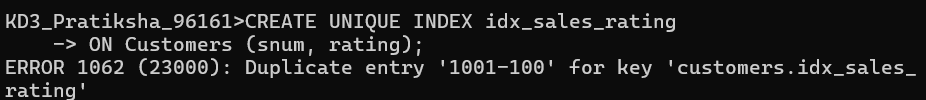 KD3_Pratiksha_96161>CREATE UNIQUE INDEX idx_sales_rating
    -> ON Customers (snum, rating);
ERROR 1062 (23000): Duplicate entry '1001-100' for key 'customers.idx_sales_
rating'